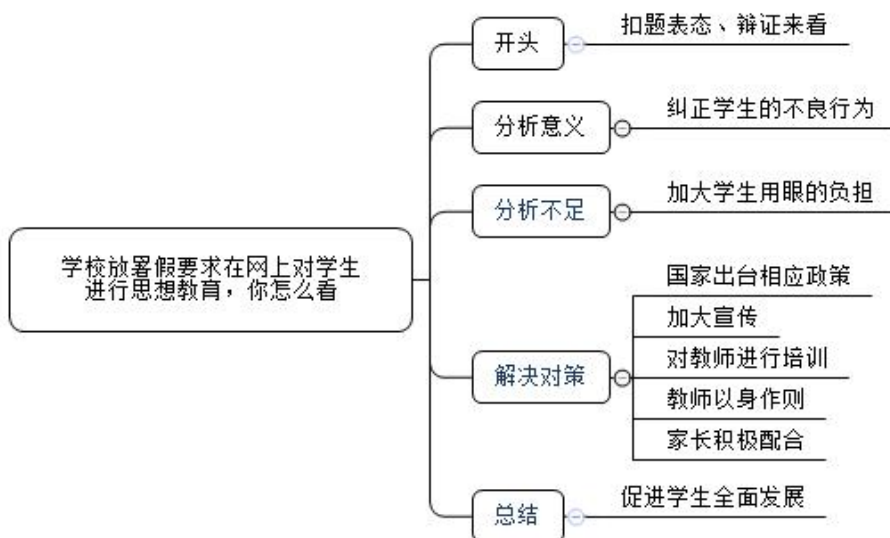 学校放署假要求在网上对学生
进行思想教育，你怎么看
开头
扣题表态、辩证来看
分析意义
纠正学生的不良行为
分析不足
加大学生用眼的负担
解决对策
国家出台相应政策
加大宣传
对教师进行培训
教师以身作则
家长积极配合
总结
促进学生全面发展